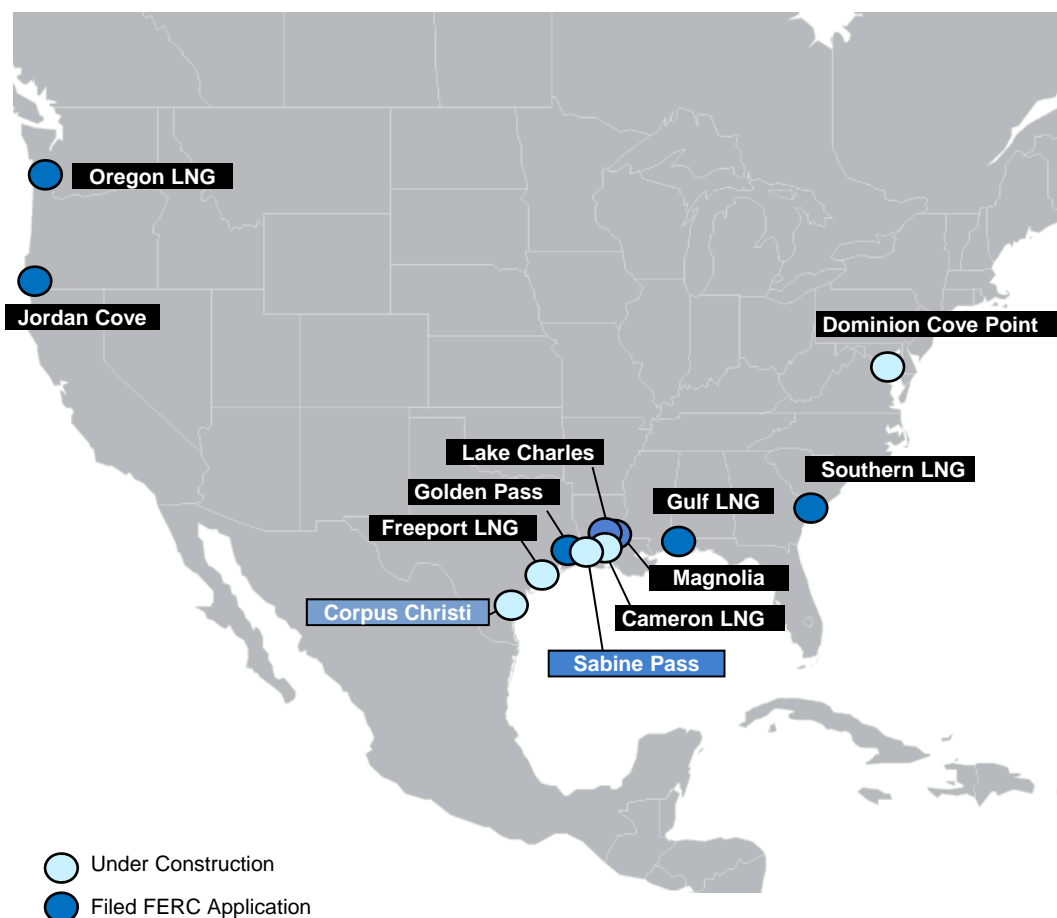 Oregon LNG
Jordan Cove
Dominion Cove Point
Lake Charles
Southern LNG
Golden Pass
Gulf LNG
Freeport LNG
Magnolia
Corpus Christi
Cameron LNG
Sabine Pass
Under Construction
Filed FERC Application